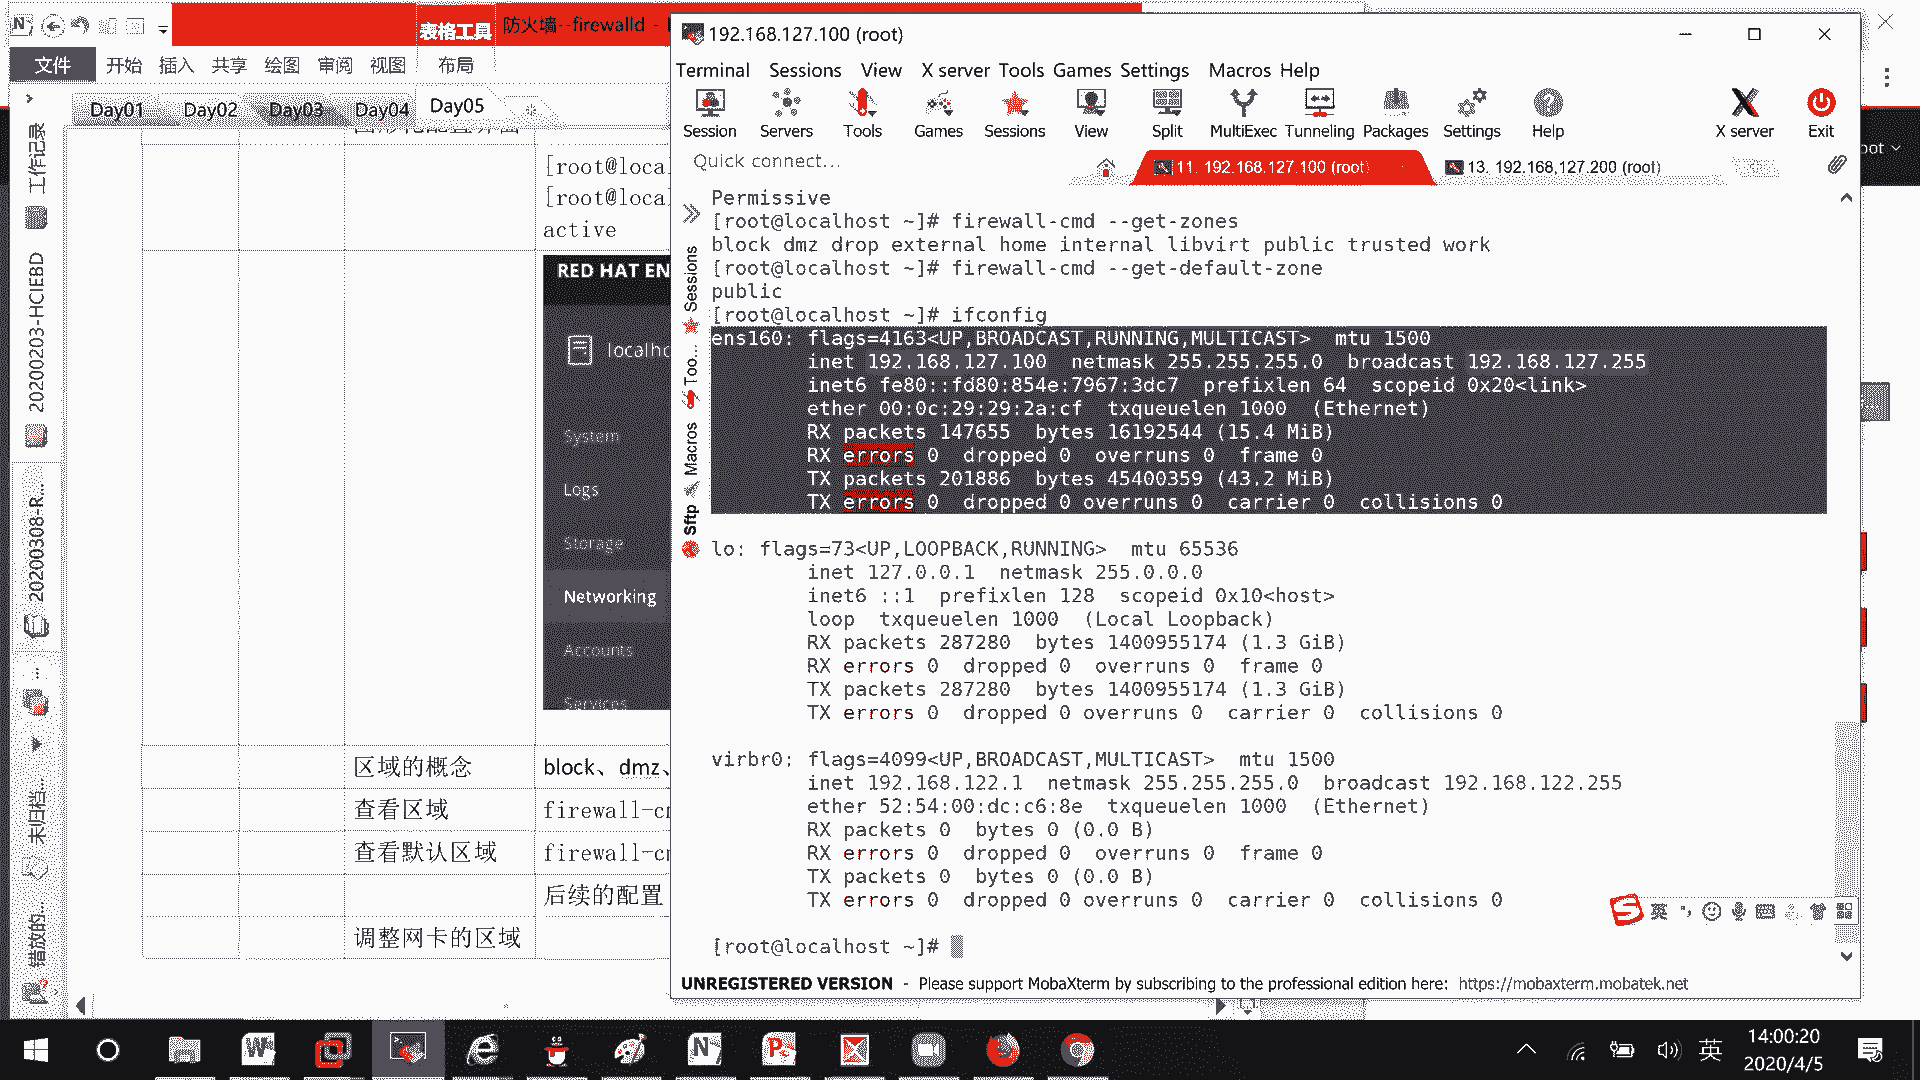 表格工具
防火墙--firewalld -
文件 开始 插入 共享 绘图 审阅 视图 布局
Day01 Day02 Day03 Day04 Day05
工作记录
20200203-HCIEBD
20200308-R...
...
未归档...
错放的...
[root@loca
[root@loca
active
RED HAT EN
localho
System
Logs
Storage
Networking
Accounts
Services
区域的概念 block、dmz、
查看区域 firewall-c
查看默认区域 firewall-c
后续的配置
调整网卡的区域
192.168.127.100 (root)
Terminal Sessions View X server Tools Games Settings Macros Help
Session Servers Tools Games Sessions View Split MultiExec Tunneling Packages Settings Help X server Exit
Quick connect...
11. 192.168.127.100 (root)
13. 192.168.127.200 (root)
Sessions
Too...
Macros
Sftp
Permissive
[root@localhost ~]# firewall-cmd --get-zones
block dmz drop external home internal libvirt public trusted work
[root@localhost ~]# firewall-cmd --get-default-zone
public
[root@localhost ~]# ifconfig
ens160: flags=4163<UP,BROADCAST,RUNNING,MULTICAST>  mtu 1500
inet 192.168.127.100  netmask 255.255.255.0  broadcast 192.168.127.255
inet6 fe80::fd80:854e:7967:3dc7  prefixlen 64  scopeid 0x20<link>
ether 00:0c:29:29:2a:cf  txqueuelen 1000  (Ethernet)
RX packets 147655  bytes 16192544 (15.4 MiB)
RX errors 0  dropped 0  overruns 0  frame 0
TX packets 201886  bytes 45400359 (43.2 MiB)
TX errors 0  dropped 0 overruns 0  carrier 0  collisions 0
lo: flags=73<UP,LOOPBACK,RUNNING>  mtu 65536
inet 127.0.0.1  netmask 255.0.0.0
inet6 ::1  prefixlen 128  scopeid 0x10<host>
loop  txqueuelen 1000  (Local Loopback)
RX packets 287280  bytes 1400955174 (1.3 GiB)
RX errors 0  dropped 0  overruns 0  frame 0
TX packets 287280  bytes 1400955174 (1.3 GiB)
TX errors 0  dropped 0 overruns 0  carrier 0  collisions 0
virbr0: flags=4099<UP,BROADCAST,MULTICAST>  mtu 1500
inet 192.168.122.1  netmask 255.255.255.0  broadcast 192.168.122.255
ether 52:54:00:dc:c6:8e  txqueuelen 1000  (Ethernet)
RX packets 0  bytes 0 (0.0 B)
RX errors 0  dropped 0  overruns 0  frame 0
TX packets 0  bytes 0 (0.0 B)
TX errors 0  dropped 0 overruns 0  carrier 0  collisions 0
[root@localhost ~]#
英
UNREGISTERED VERSION - Please support MobaXterm by subscribing to the professional edition here: https://mobaxterm.mobatek.net
oot
英
14:00:20
2020/4/5